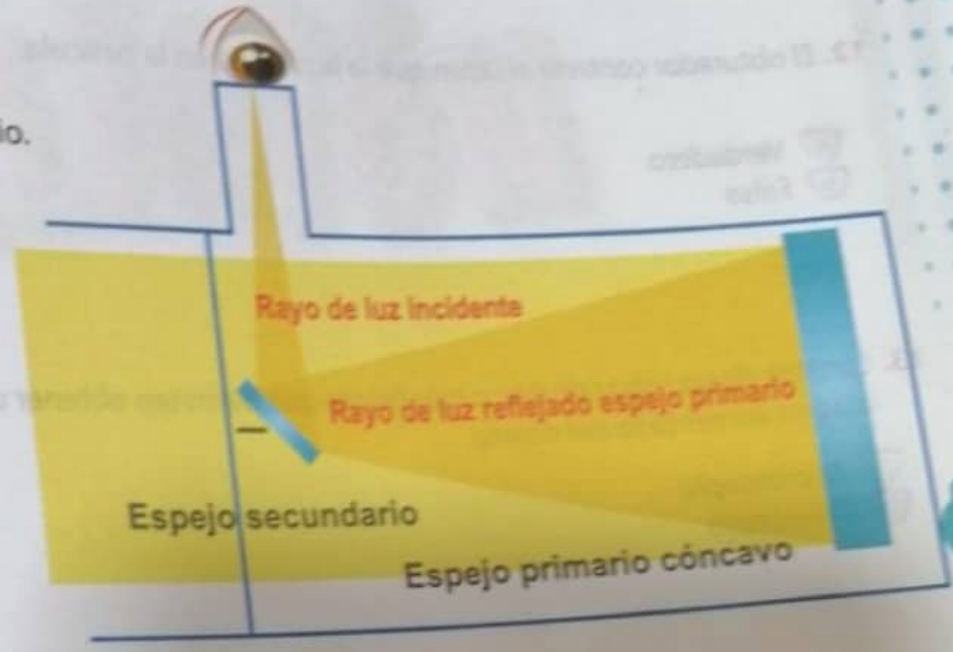 io.
Rayo de luz incidente
Rayo de luz reflejado espejo primario
Espejo secundario
Espejo primario cóncavo